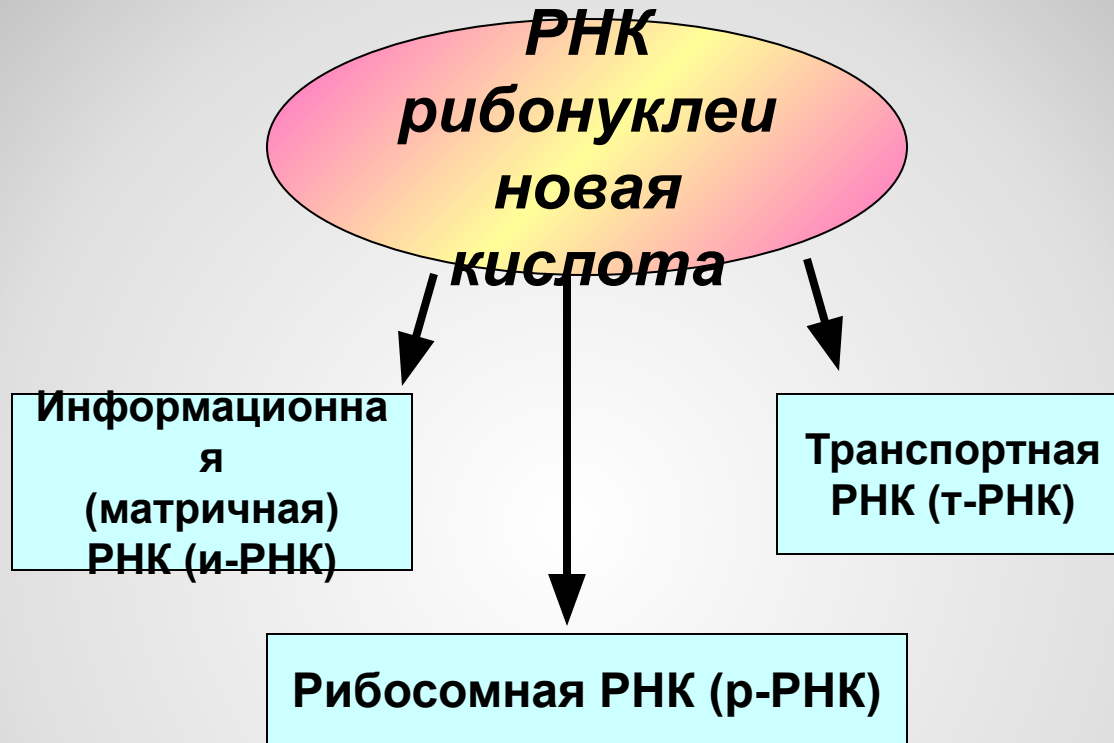 РНК
рибонуклеи
новая
кислота
Информационна
я
(матричная)
РНК (и-РНК)
Транспортная
РНК (т-РНК)
Рибосомная РНК (р-РНК)